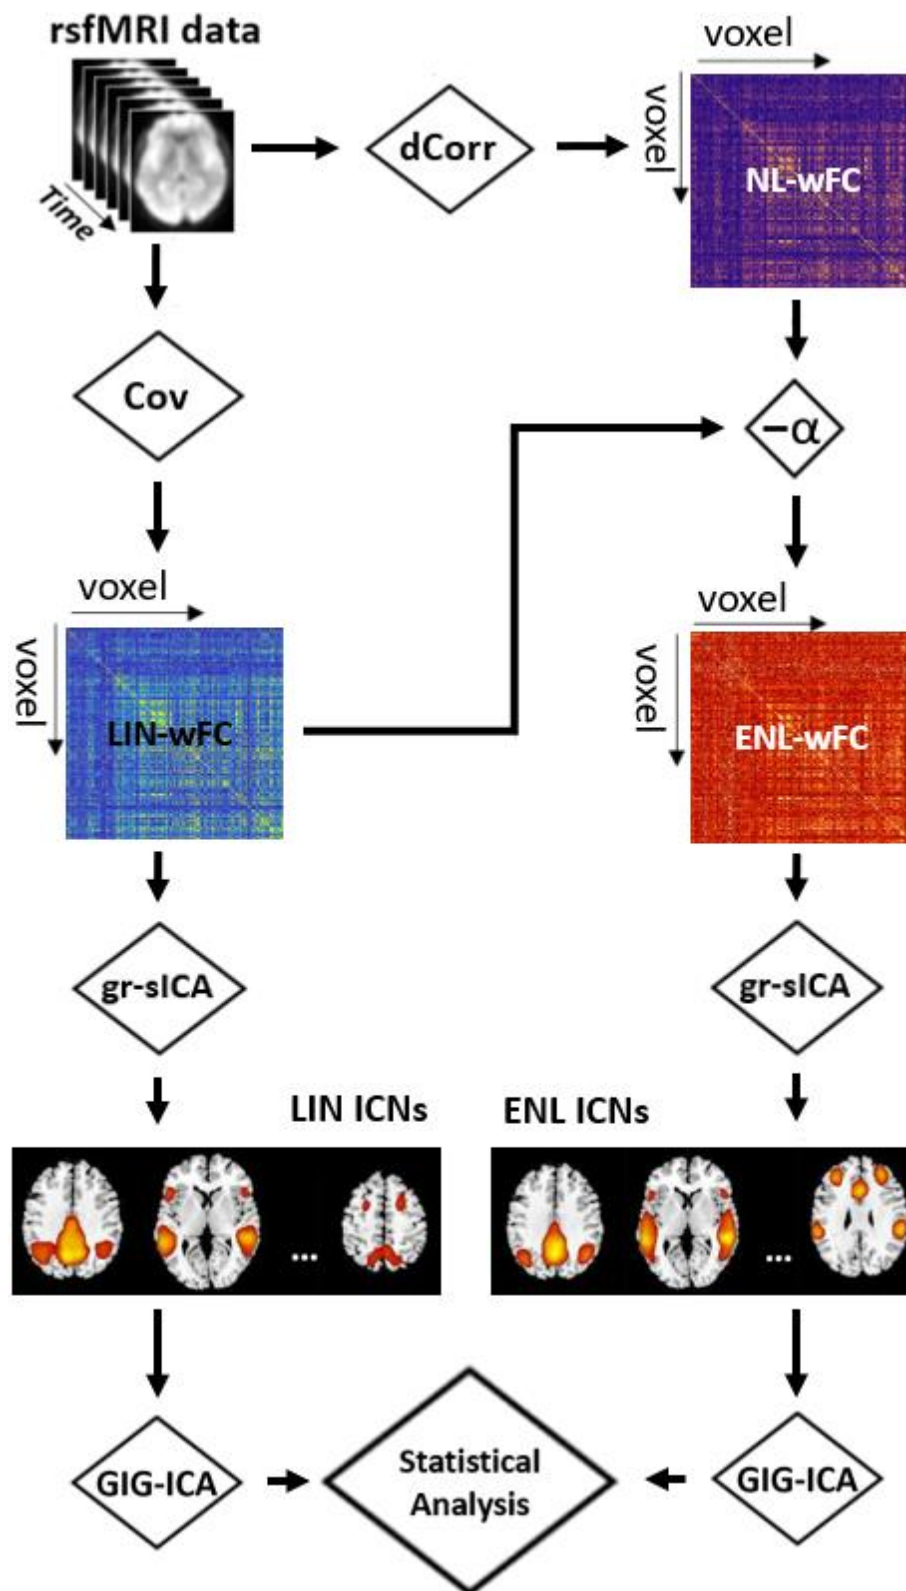 rsfMRI data
Time
dCorr
voxel
voxel
NL-wFC
Cov
−α
voxel
voxel
LIN-wFC
voxel
voxel
ENL-wFC
gr-sICA
gr-sICA
LIN ICNs
ENL ICNs
...
...
GIG-ICA
Statistical
Analysis
GIG-ICA